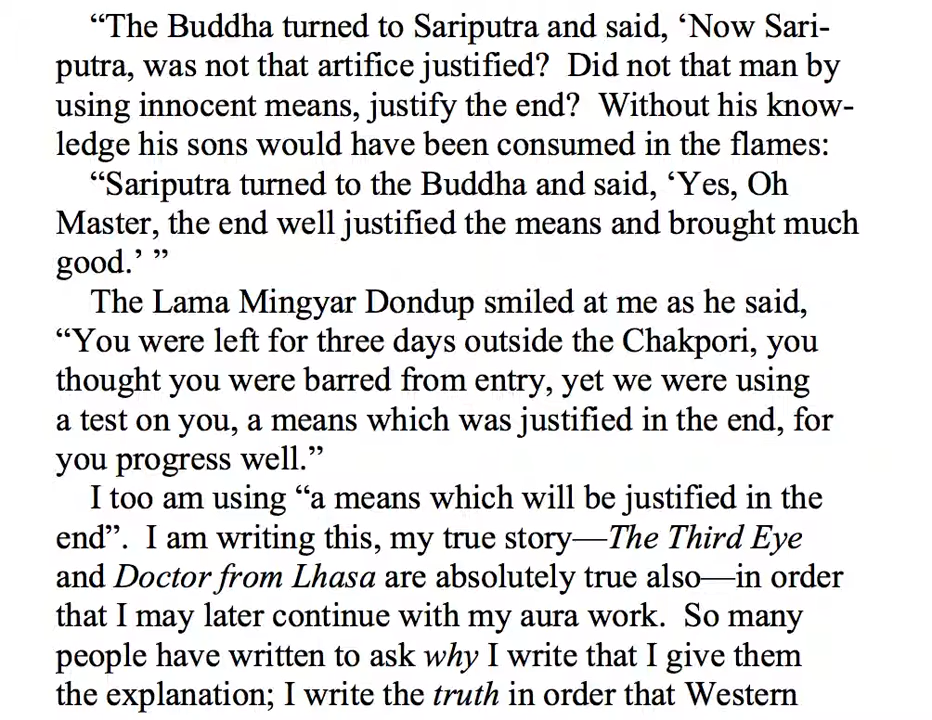 “The Buddha turned to Sariputra and said, ‘Now Sari-
putra, was not that artifice justified?  Did not that man by
using innocent means, justify the end?  Without his know-
ledge his sons would have been consumed in the flames:
“Sariputra turned to the Buddha and said, ‘Yes, Oh
Master, the end well justified the means and brought much
good.’ ”
The Lama Mingyar Dondup smiled at me as he said,
“You were left for three days outside the Chakpori, you
thought you were barred from entry, yet we were using
a test on you, a means which was justified in the end, for
you progress well.”
I too am using “a means which will be justified in the
end”.  I am writing this, my true story—The Third Eye
and Doctor from Lhasa are absolutely true also—in order
that I may later continue with my aura work.  So many
people have written to ask why I write that I give them
the explanation; I write the truth in order that Western